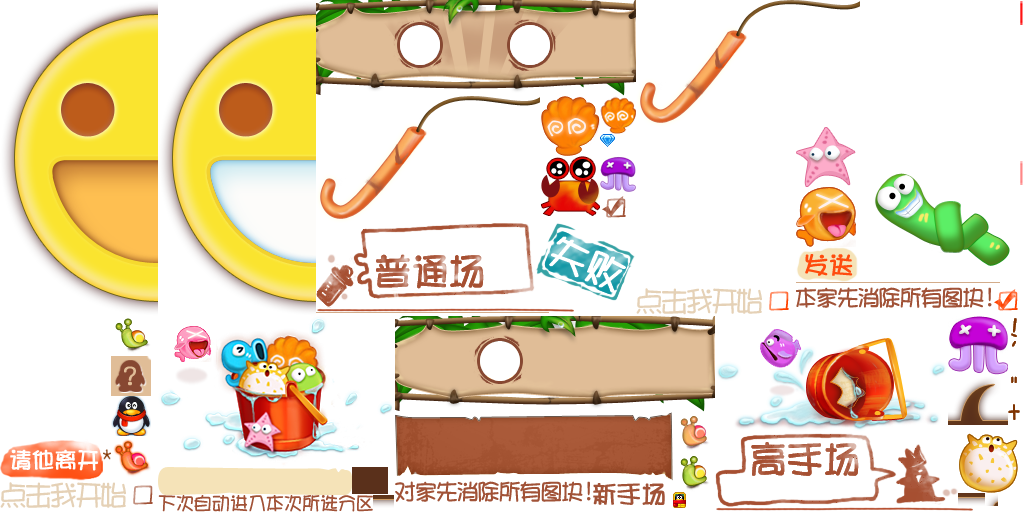 普通场
失败
发送
点击我开始
本家先消除所有图块!
!
;
"
+
请他离开*
点击我开始
下次自动进入本次所选分区
高手场
对家先消除所有图块!
新手场